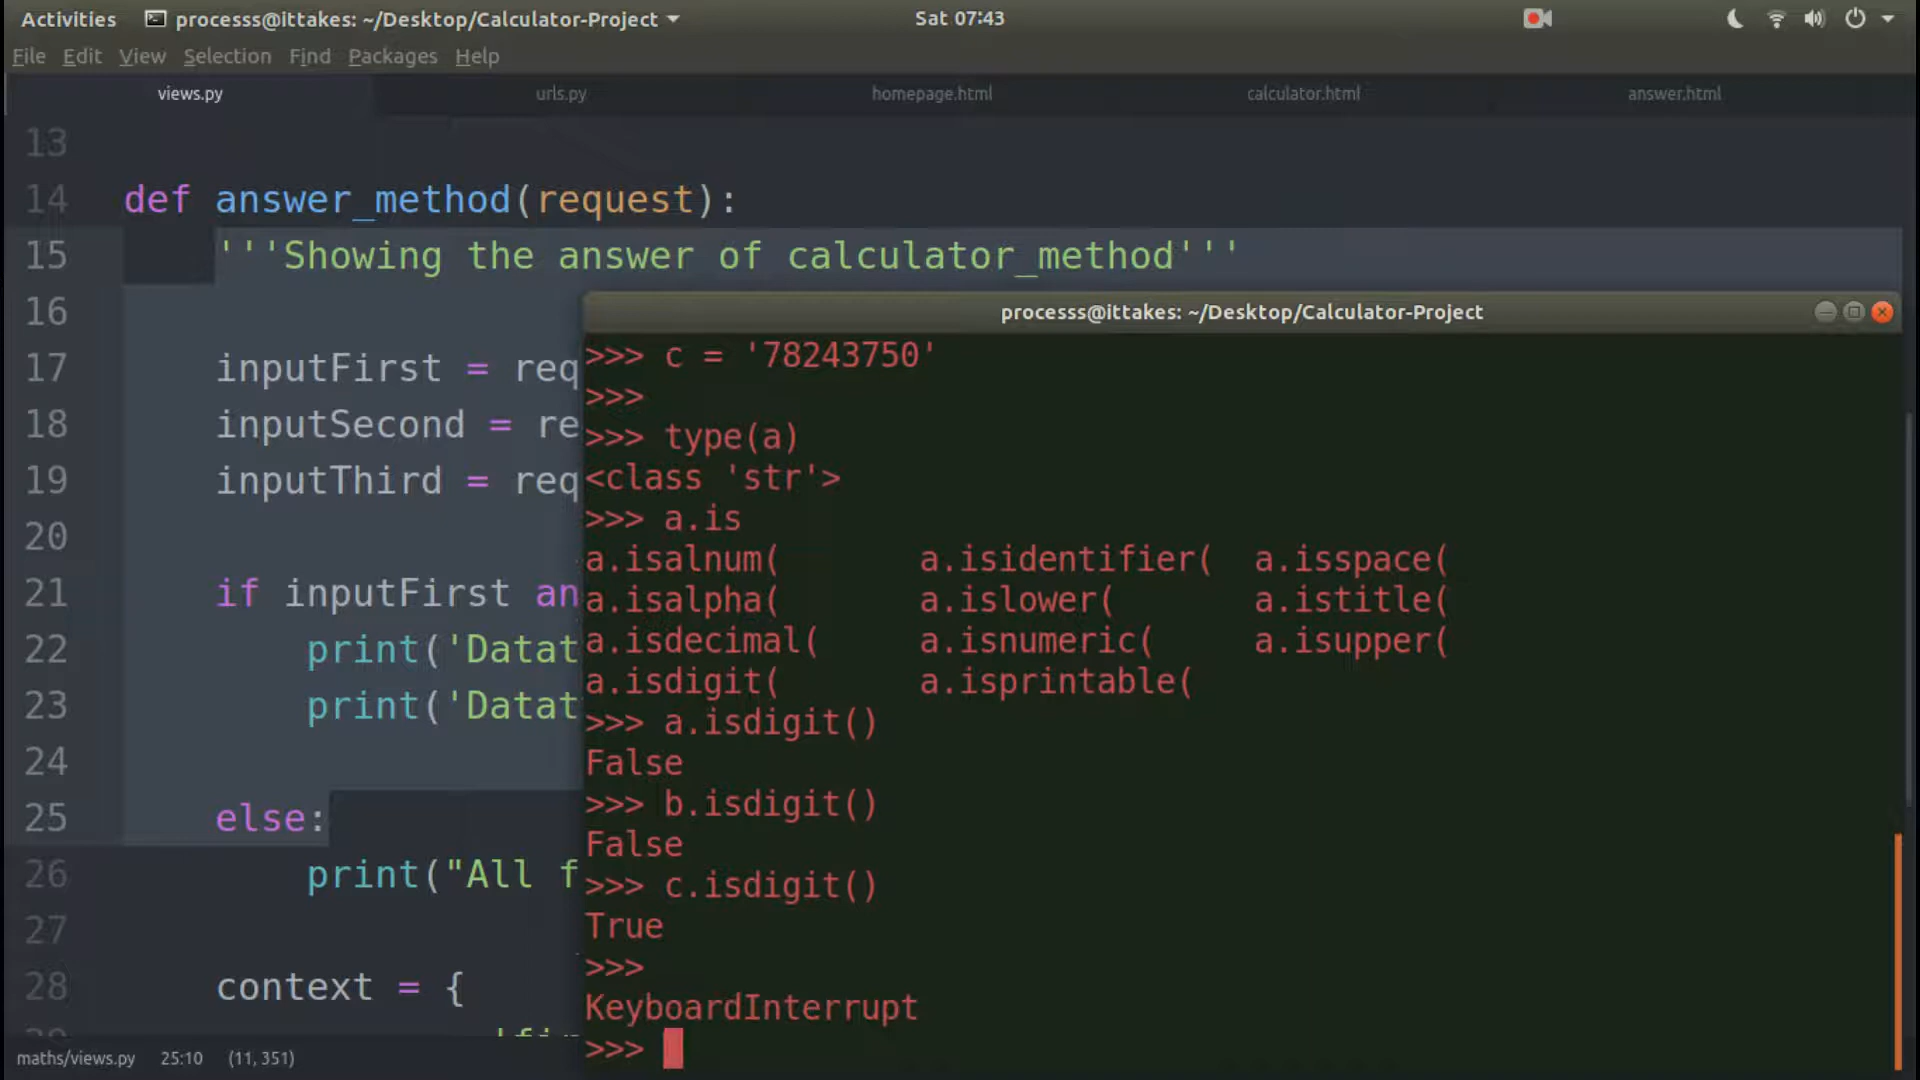 Activities processs@ittakes: ~/Desktop/Calculator-Project Sat 07:43
File Edit View Selection Find Packages Help
views.py urls.py homepage.html calculator.html answer.html
13
14 def answer_method(request):
15 '''Showing the answer of calculator_method'''
16
17 inputFirst = req
18 inputSecond = re
19 inputThird = req
20
21 if inputFirst an
22 print('Datat
23 print('Datat
24
25 else:
26 print("All f
27
28 context = {
29 'fi
maths/views.py 25:10 (11, 351)
processs@ittakes: ~/Desktop/Calculator-Project
>>> c = '78243750'
>>>
>>> type(a)
<class 'str'>
>>> a.is
a.isalnum( a.isidentifier( a.isspace(
a.isalpha( a.islower( a.istitle(
a.isdecimal( a.isnumeric( a.isupper(
a.isdigit( a.isprintable(
>>> a.isdigit()
False
>>> b.isdigit()
False
>>> c.isdigit()
True
>>>
KeyboardInterrupt
>>>